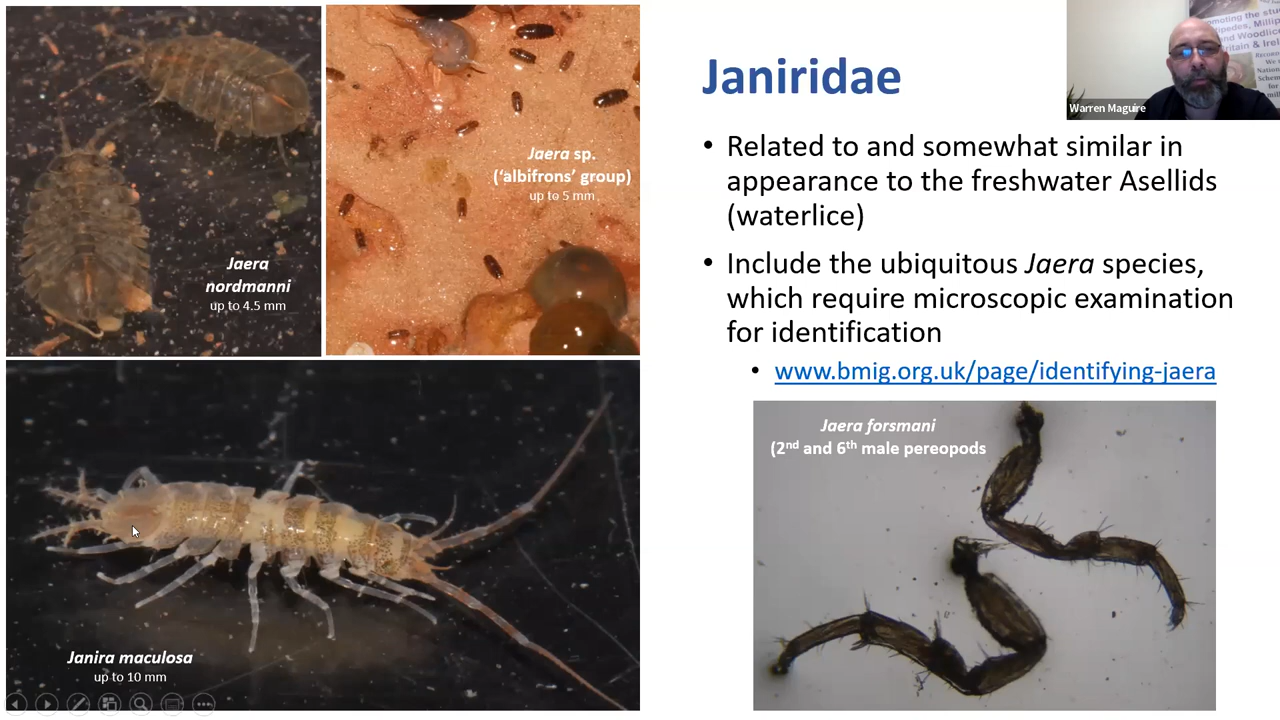 Janiridae
• Related to and somewhat similar in
appearance to the freshwater Asellids
(waterlice)
• Include the ubiquitous Jaera species,
which require microscopic examination
for identification
• www.bmig.org.uk/page/identifying-jaera
Jaera
nordmanni
up to 4.5 mm
Jaera sp.
('albifrons' group)
up to 5 mm
Janira maculosa
up to 10 mm
Jaera forsmani
(2nd and 6th male pereopods
Warren Maguire